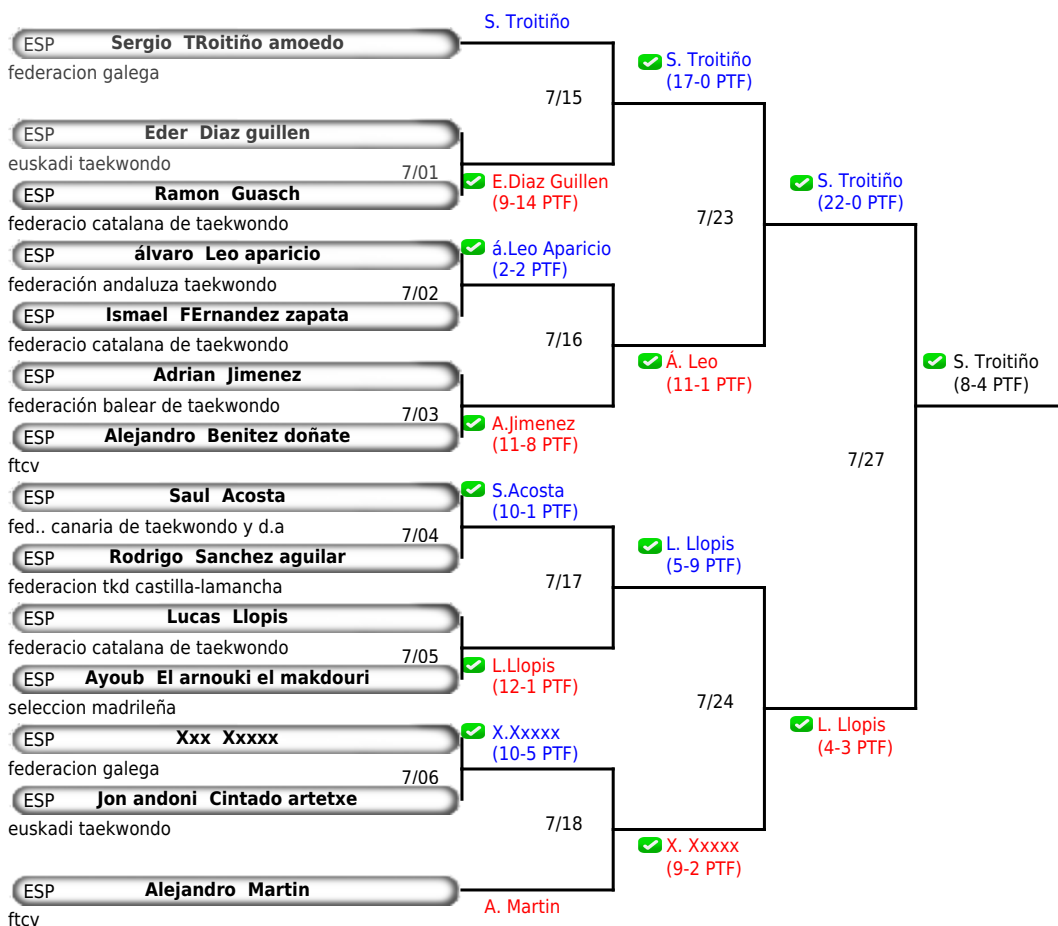 S. Troitiño
ESP Sergio TRoitiño amoedo
federacion galega
S. Troitiño
(17-0 PTF)
7/15
ESP Eder Diaz guillen
euskadi taekwondo
7/01
ESP Ramon Guasch
federacio catalana de taekwondo
E.Diaz Guillen
(9-14 PTF)
S. Troitiño
(22-0 PTF)
7/23
ESP álvaro Leo aparicio
federación andaluza taekwondo
á.Leo Aparicio
(2-2 PTF)
7/02
ESP Ismael FErnandez zapata
federacio catalana de taekwondo
7/16
ESP Adrian Jimenez
federación balear de taekwondo
Á. Leo
(11-1 PTF)
S. Troitiño
(8-4 PTF)
7/03
ESP Alejandro Benitez doñate
ftcv
A.Jimenez
(11-8 PTF)
7/27
ESP Saul Acosta
fed.. canaria de taekwondo y d.a
S.Acosta
(10-1 PTF)
7/04
ESP Rodrigo Sanchez aguilar
federacion tkd castilla-lamancha
L. Llopis
(5-9 PTF)
7/17
ESP Lucas Llopis
federacio catalana de taekwondo
7/05
ESP Ayoub El arnouki el makdouri
seleccion madrileña
L.Llopis
(12-1 PTF)
7/24
L. Llopis
(4-3 PTF)
ESP Xxx Xxxxx
federacion galega
X.Xxxxx
(10-5 PTF)
7/06
ESP Jon andoni Cintado artetxe
euskadi taekwondo
7/18
X. Xxxxx
(9-2 PTF)
ESP Alejandro Martin
ftcv
A. Martin